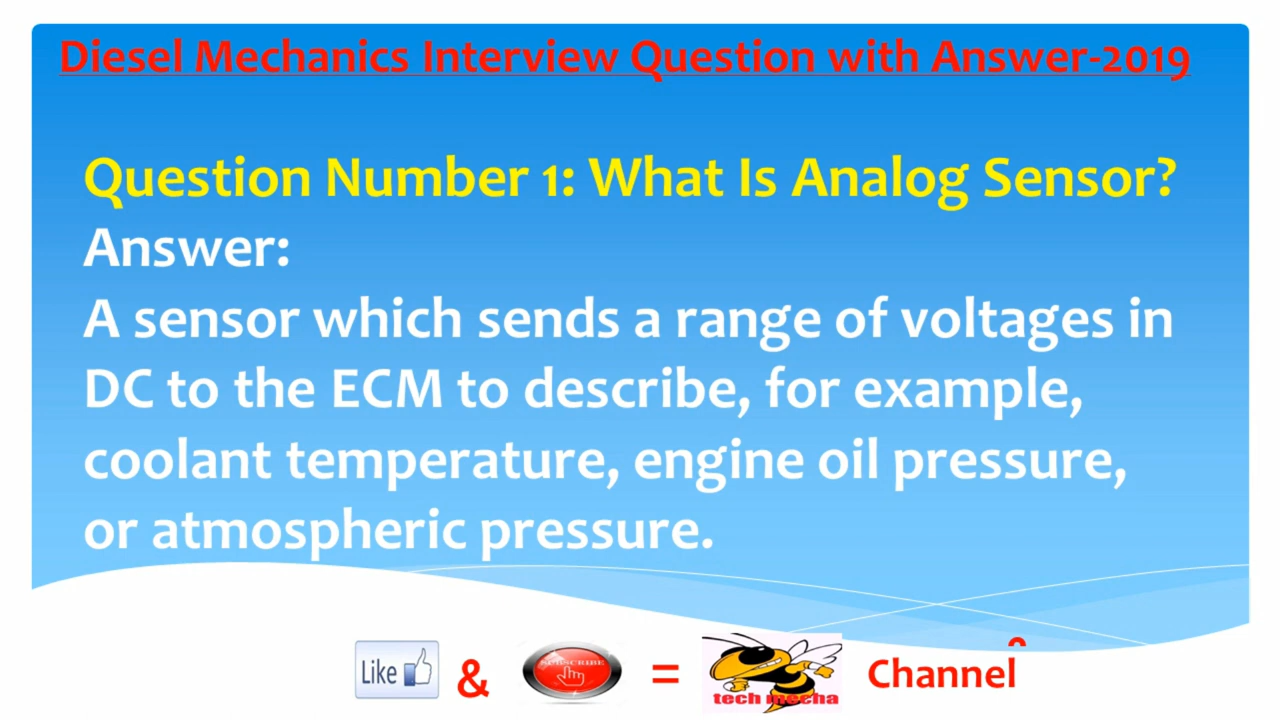 Diesel Mechanics Interview Question with Answer-2019
Question Number 1: What Is Analog Sensor?
Answer:
A sensor which sends a range of voltages in
DC to the ECM to describe, for example,
coolant temperature, engine oil pressure,
or atmospheric pressure.
Like & SUBSCRIBE = tech mecha Channel